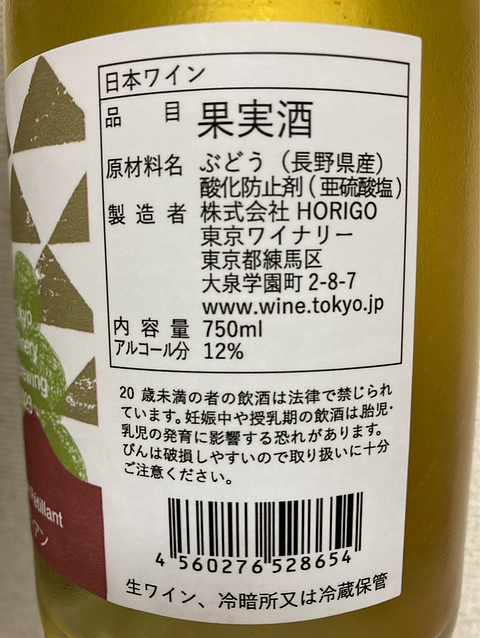 日本ワイン
品目 果実酒
原材料名 ぶどう（長野県産）
酸化防止剤（亜硫酸塩）
製造者 株式会社 HORIGO
東京ワイナリー
東京都練馬区
大泉学園町 2-8-7
www.wine.tokyo.jp
内容量 750ml
アルコール分 12%
20 歳未満の者の飲酒は法律で禁じられ
ています。妊娠中や授乳期の飲酒は胎児・
乳児の発育に影響する恐れがあります。
びんは破損しやすいので取り扱いに十分
ご注意ください。
4 560276 528654
生ワイン、冷暗所又は冷蔵保管